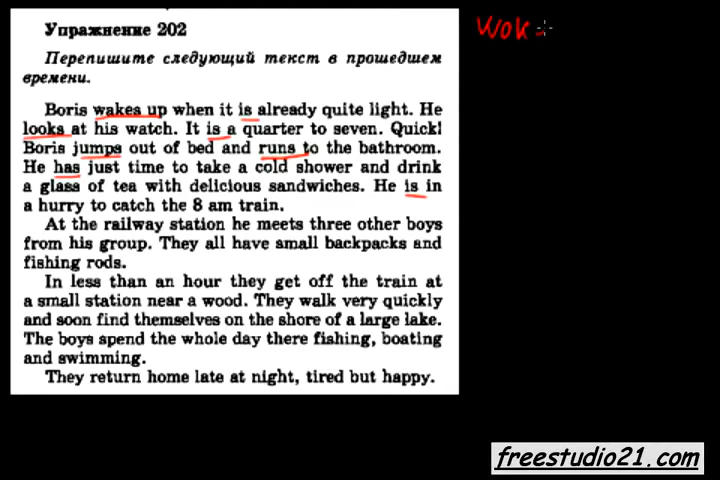 Упражнение 202
Перепишите следующий текст в прошедшем
времени.
Boris wakes up when it is already quite light. He
looks at his watch. It is a quarter to seven. Quick!
Boris jumps out of bed and runs to the bathroom.
He has just time to take a cold shower and drink
a glass of tea with delicious sandwiches. He is in
a hurry to catch the 8 am train.
At the railway station he meets three other boys
from his group. They all have small backpacks and
fishing rods.
In less than an hour they get off the train at
a small station near a wood. They walk very quickly
and soon find themselves on the shore of a large lake.
The boys spend the whole day there fishing, boating
and swimming.
They return home late at night, tired but happy.
Wok
freestudio21.com